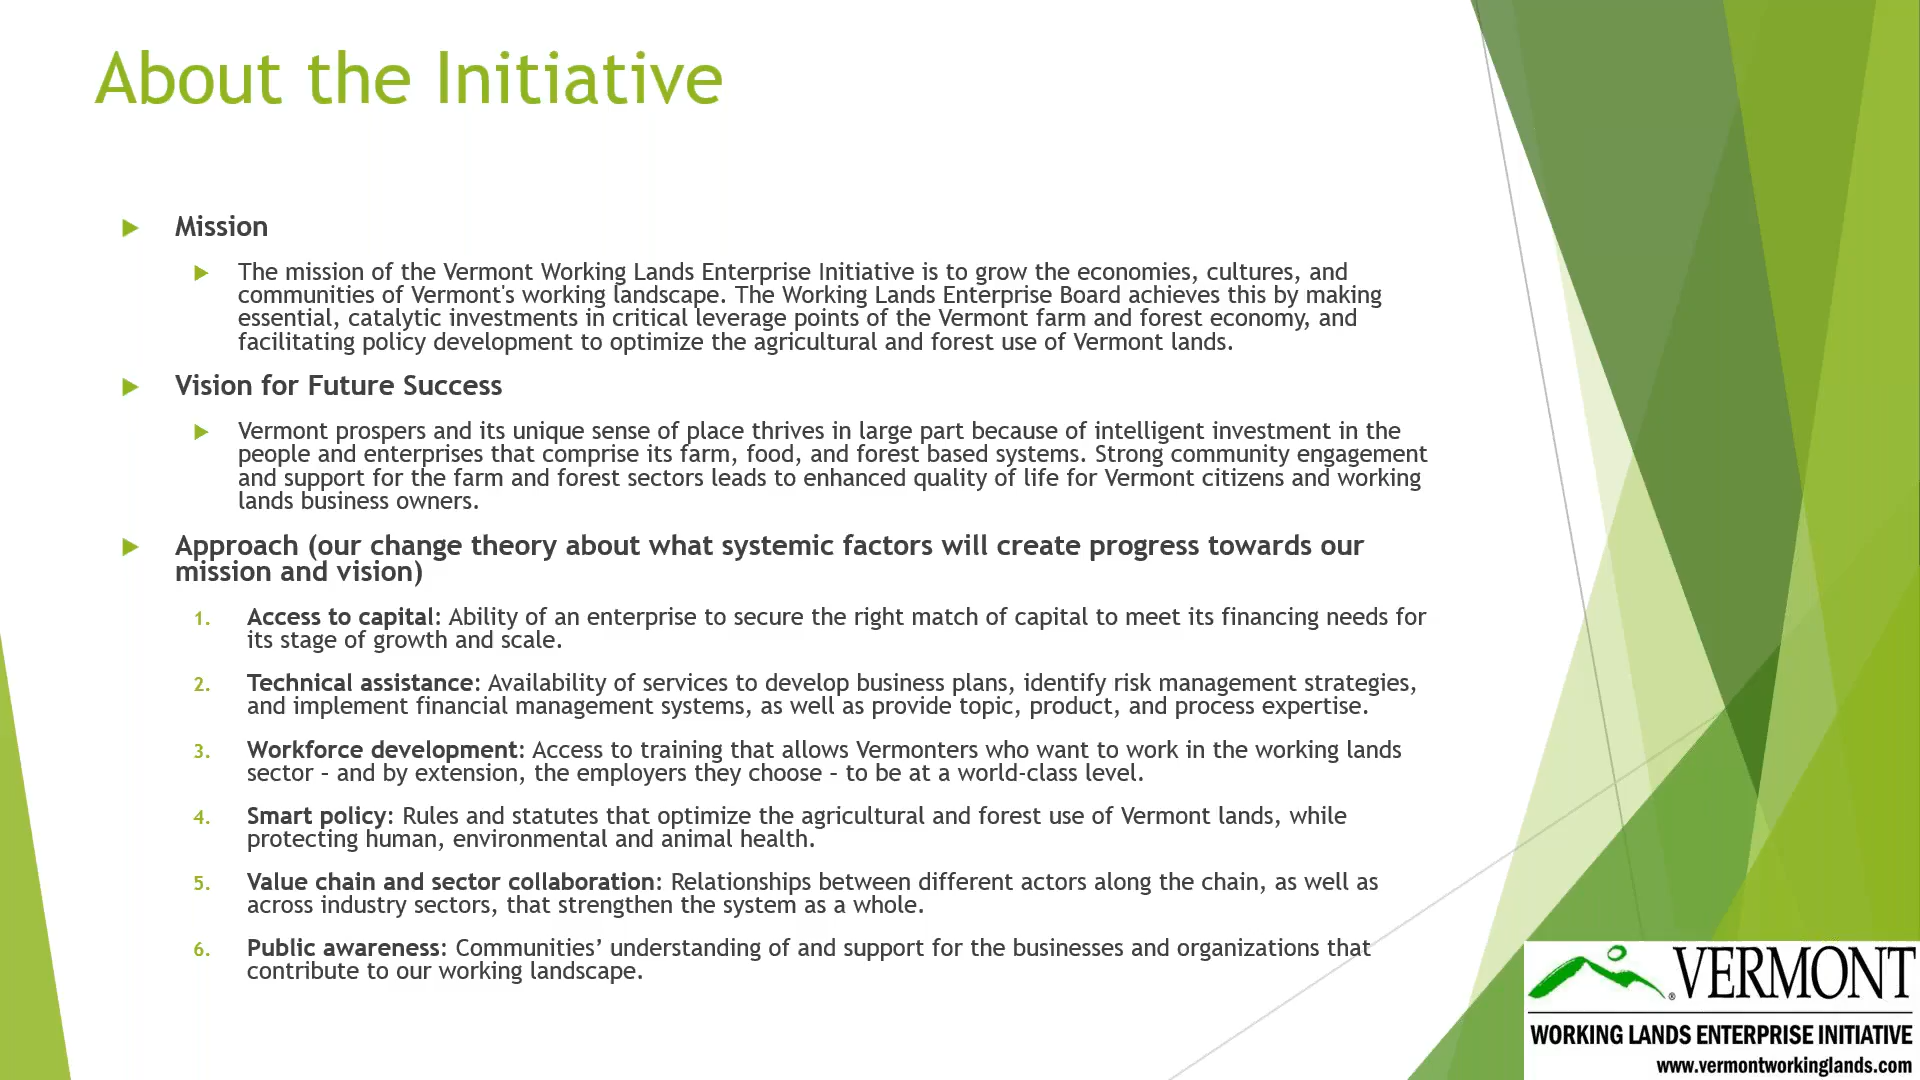 About the Initiative
Mission
The mission of the Vermont Working Lands Enterprise Initiative is to grow the economies, cultures, and
communities of Vermont's working landscape. The Working Lands Enterprise Board achieves this by making
essential, catalytic investments in critical leverage points of the Vermont farm and forest economy, and
facilitating policy development to optimize the agricultural and forest use of Vermont lands.
Vision for Future Success
Vermont prospers and its unique sense of place thrives in large part because of intelligent investment in the
people and enterprises that comprise its farm, food, and forest based systems. Strong community engagement
and support for the farm and forest sectors leads to enhanced quality of life for Vermont citizens and working
lands business owners.
Approach (our change theory about what systemic factors will create progress towards our
mission and vision)
1. Access to capital: Ability of an enterprise to secure the right match of capital to meet its financing needs for
its stage of growth and scale.
2. Technical assistance: Availability of services to develop business plans, identify risk management strategies,
and implement financial management systems, as well as provide topic, product, and process expertise.
3. Workforce development: Access to training that allows Vermonters who want to work in the working lands
sector – and by extension, the employers they choose – to be at a world-class level.
4. Smart policy: Rules and statutes that optimize the agricultural and forest use of Vermont lands, while
protecting human, environmental and animal health.
5. Value chain and sector collaboration: Relationships between different actors along the chain, as well as
across industry sectors, that strengthen the system as a whole.
6. Public awareness: Communities’ understanding of and support for the businesses and organizations that
contribute to our working landscape.
® VERMONT
WORKING LANDS ENTERPRISE INITIATIVE
www.vermontworkinglands.com